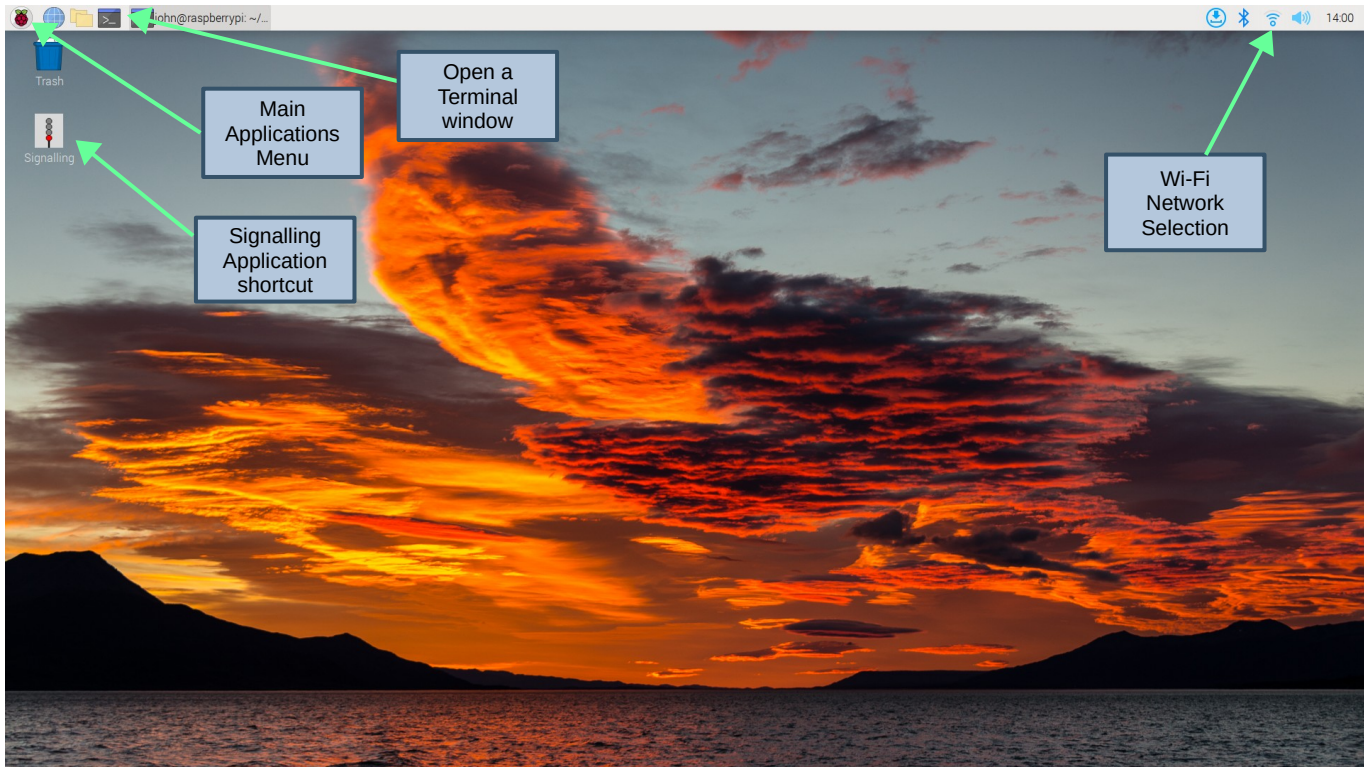 john@raspberrypi: ~/...
14:00
Trash
Signalling
Main
Applications
Menu
Open a
Terminal
window
Signalling
Application
shortcut
Wi-Fi
Network
Selection